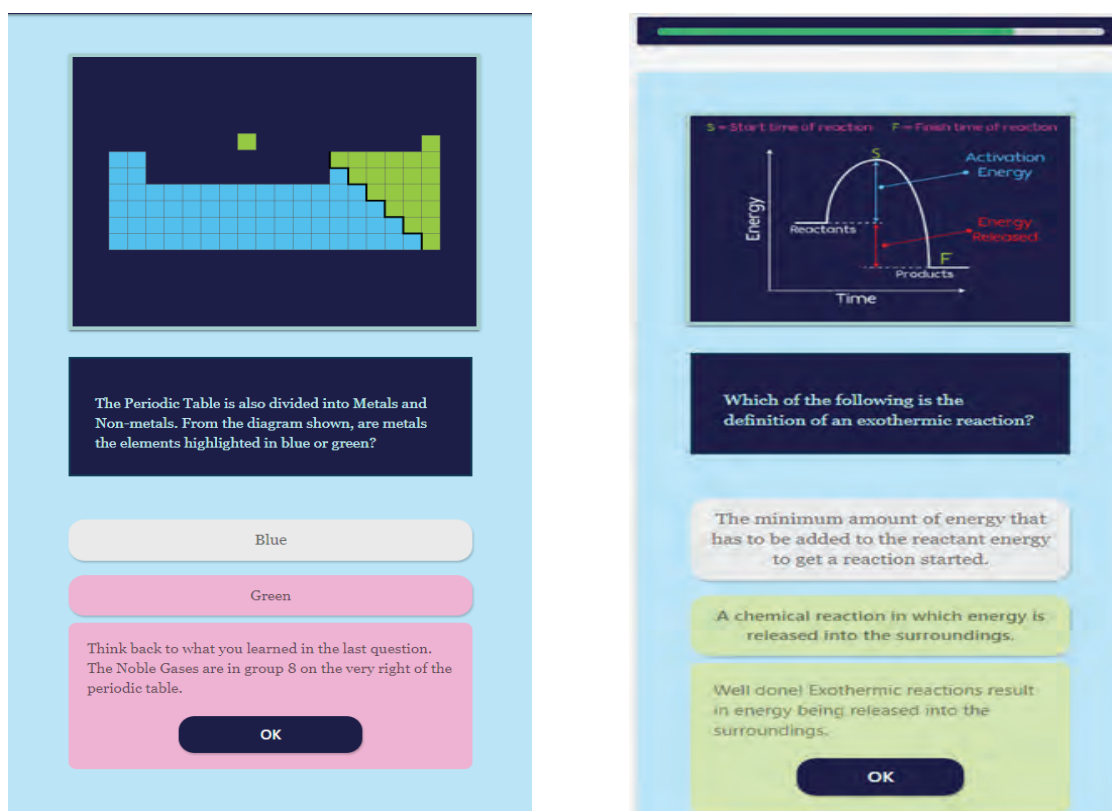 The Periodic Table is also divided into Metals and
Non-metals. From the diagram shown, are metals
the elements highlighted in blue or green?
Blue
Green
Think back to what you learned in the last question.
The Noble Gases are in group 8 on the very right of the
periodic table.
OK
S = Start time of reaction F = Finish time of reaction
S
Activation
Energy
Energy
Reactants
Energy
Released
F
Products
Time
Which of the following is the
definition of an exothermic reaction?
The minimum amount of energy that
has to be added to the reactant energy
to get a reaction started.
A chemical reaction in which energy is
released into the surroundings.
Well done! Exothermic reactions result
in energy being released into the
surroundings.
OK